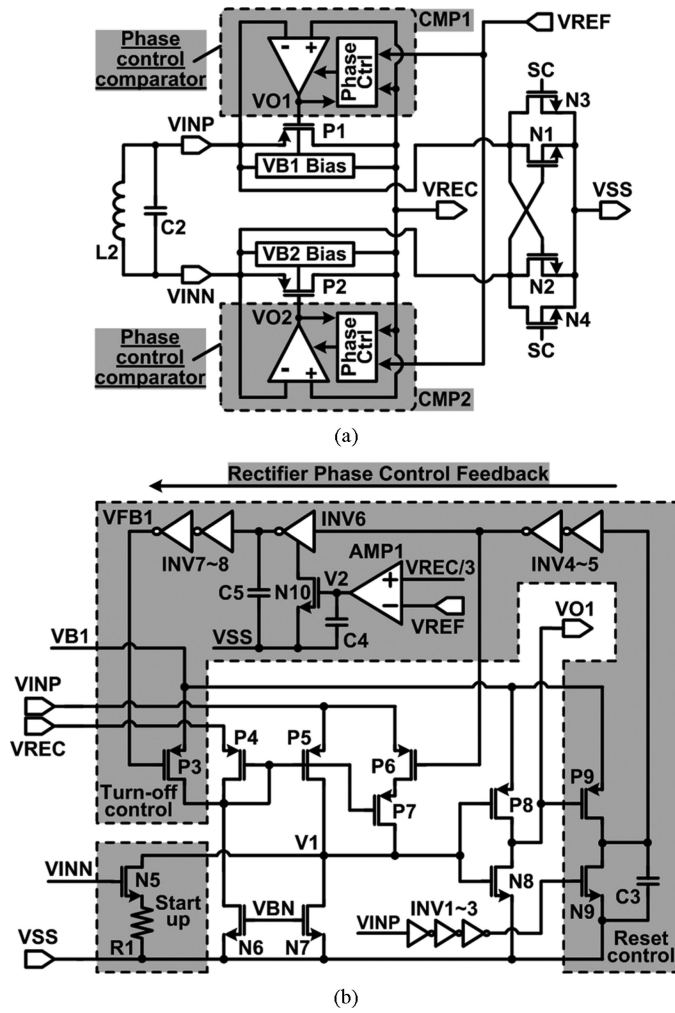 CMP1
Phase
control
comparator
VREF
- +
Phase
Ctrl
VO1
SC
N3
VINP
P1
N1
VB1 Bias
L2
C2
VREC
VSS
VB2 Bias
N2
VINN
P2
VO2
N4
Phase
Ctrl
SC
Phase
control
comparator
- +
CMP2
(a)
Rectifier Phase Control Feedback
VFB1
INV6
INV7~8
AMP1
INV4~5
C5
N10
V2
+
VREC/3
-
VREF
VO1
VSS
C4
VB1
VINP
VREC
P4
P5
P3
P6
P9
Turn-off
control
P7
P8
V1
VINN
N5
Start
up
N8
C3
VBN
INV1~3
VINP
VSS
R1
N6
N7
N9
Reset
control
(b)